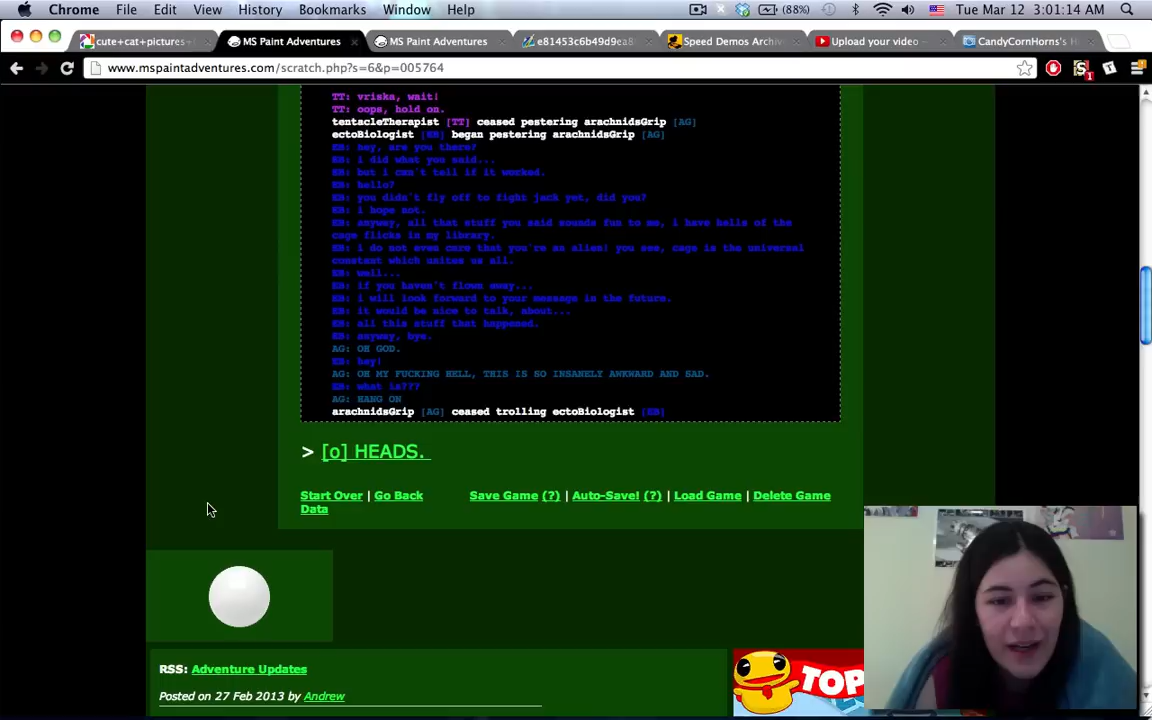 Chrome File Edit View History Bookmarks Window Help (88%) Tue Mar 12 3:01:14 AM
cute+cat+pictures+ MS Paint Adventures MS Paint Adventures e81453c6b49d9ea8 Speed Demos Archiv Upload your video - CandyCornHorns's H
www.mspaintadventures.com/scratch.php?s=6&p=005764
TT: vriska, wait!
TT: oops, hold on.
tentacleTherapist [TT] ceased pestering arachnidsGrip [AG]
ectoBiologist [EB] began pestering arachnidsGrip [AG]
EB: hey, are you there?
EB: i did what you said...
EB: but i can't tell if it worked.
EB: hello?
EB: you didn't fly off to fight jack yet, did you?
EB: i hope not.
EB: anyway, all that stuff you said sounds fun to me, i have hells of the
cage flicks in my library.
EB: i do not even care that you're an alien! you see, cage is the universal
constant which unites us all.
EB: well...
EB: if you haven't flown away...
EB: i will look forward to your message in the future.
EB: it would be nice to talk, about...
EB: all this stuff that happened.
EB: anyway, bye.
AG: OH GOD.
EB: hey!
AG: OH MY FUCKING HELL, THIS IS SO INSANELY AWKWARD AND SAD.
EB: what is???
AG: HANG ON
arachnidsGrip [AG] ceased trolling ectoBiologist [EB]
> [o] HEADS.
Start Over | Go Back Save Game (?) | Auto-Save! (?) | Load Game | Delete Game
Data
RSS: Adventure Updates
Posted on 27 Feb 2013 by Andrew
TOP